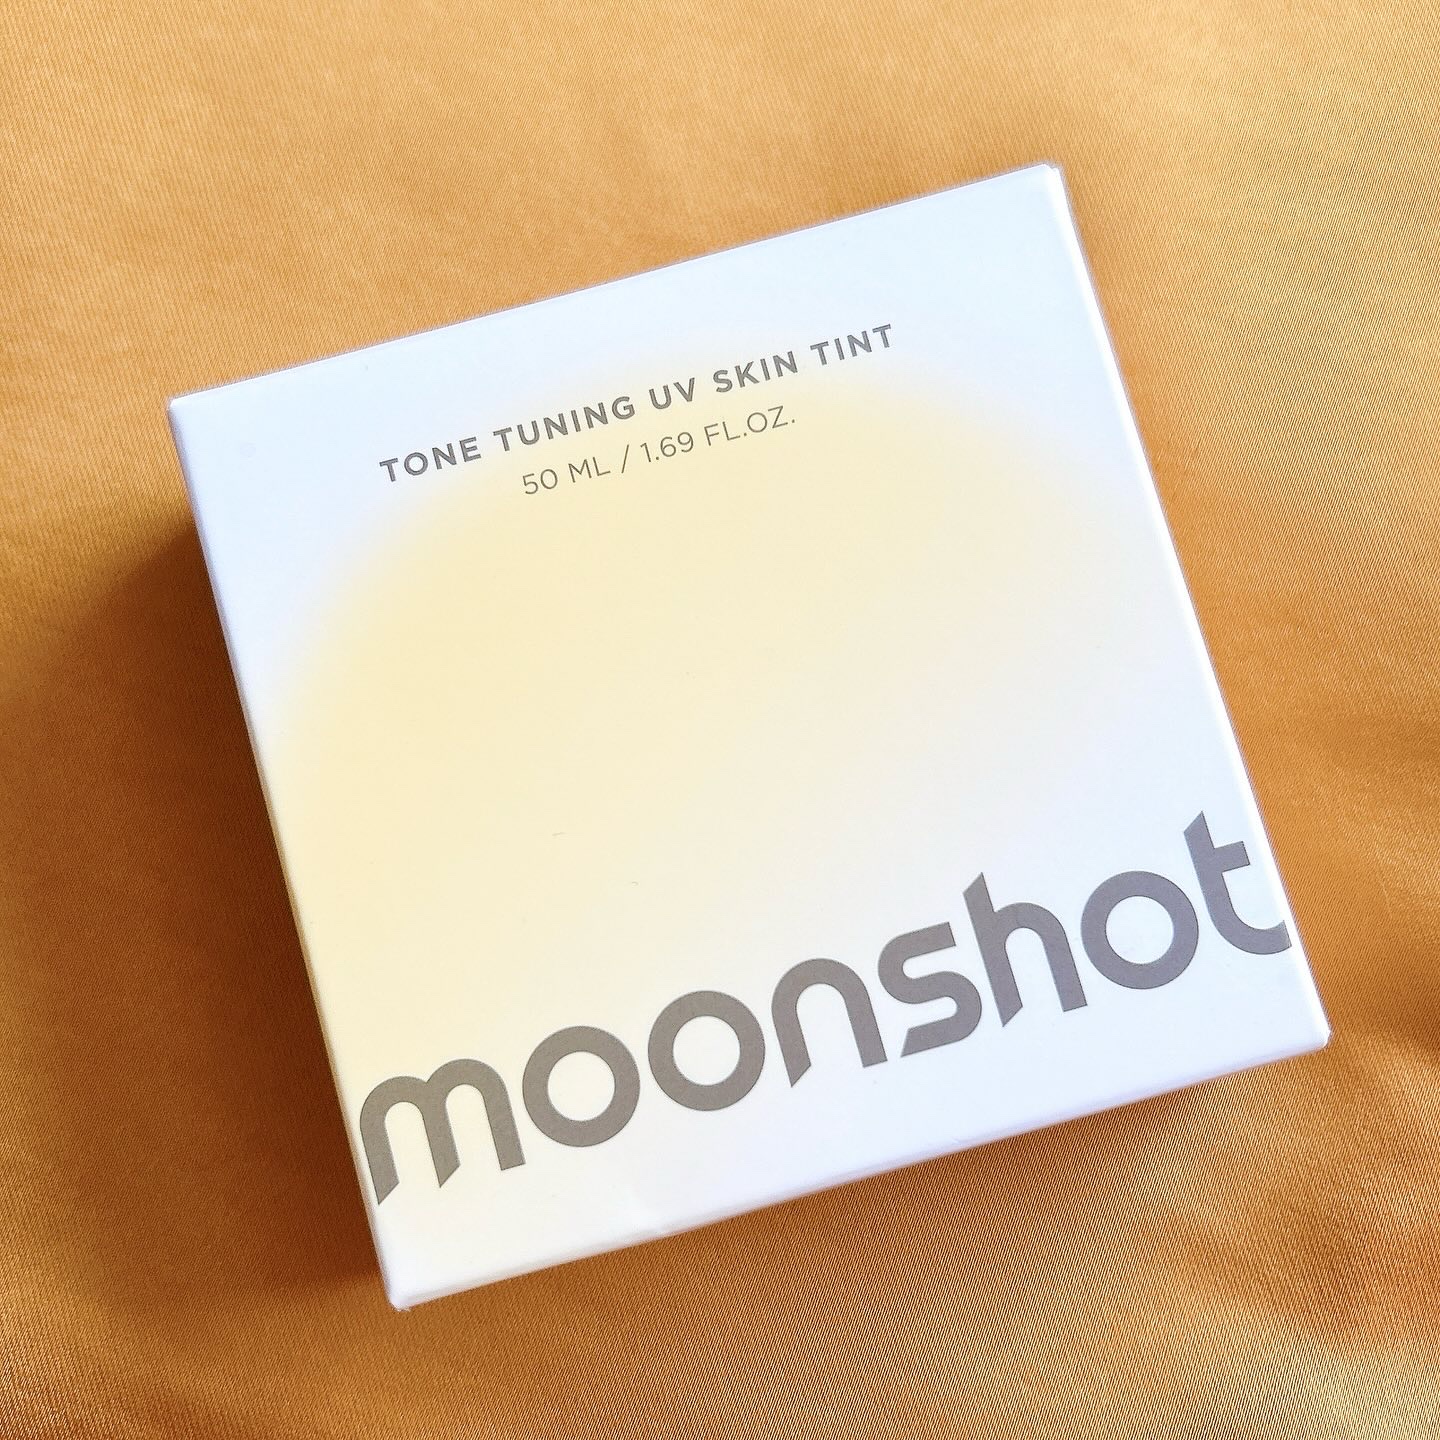 TONE TUNING UV SKIN TINT
50 ML / 1.69 FL.OZ.
moonshot